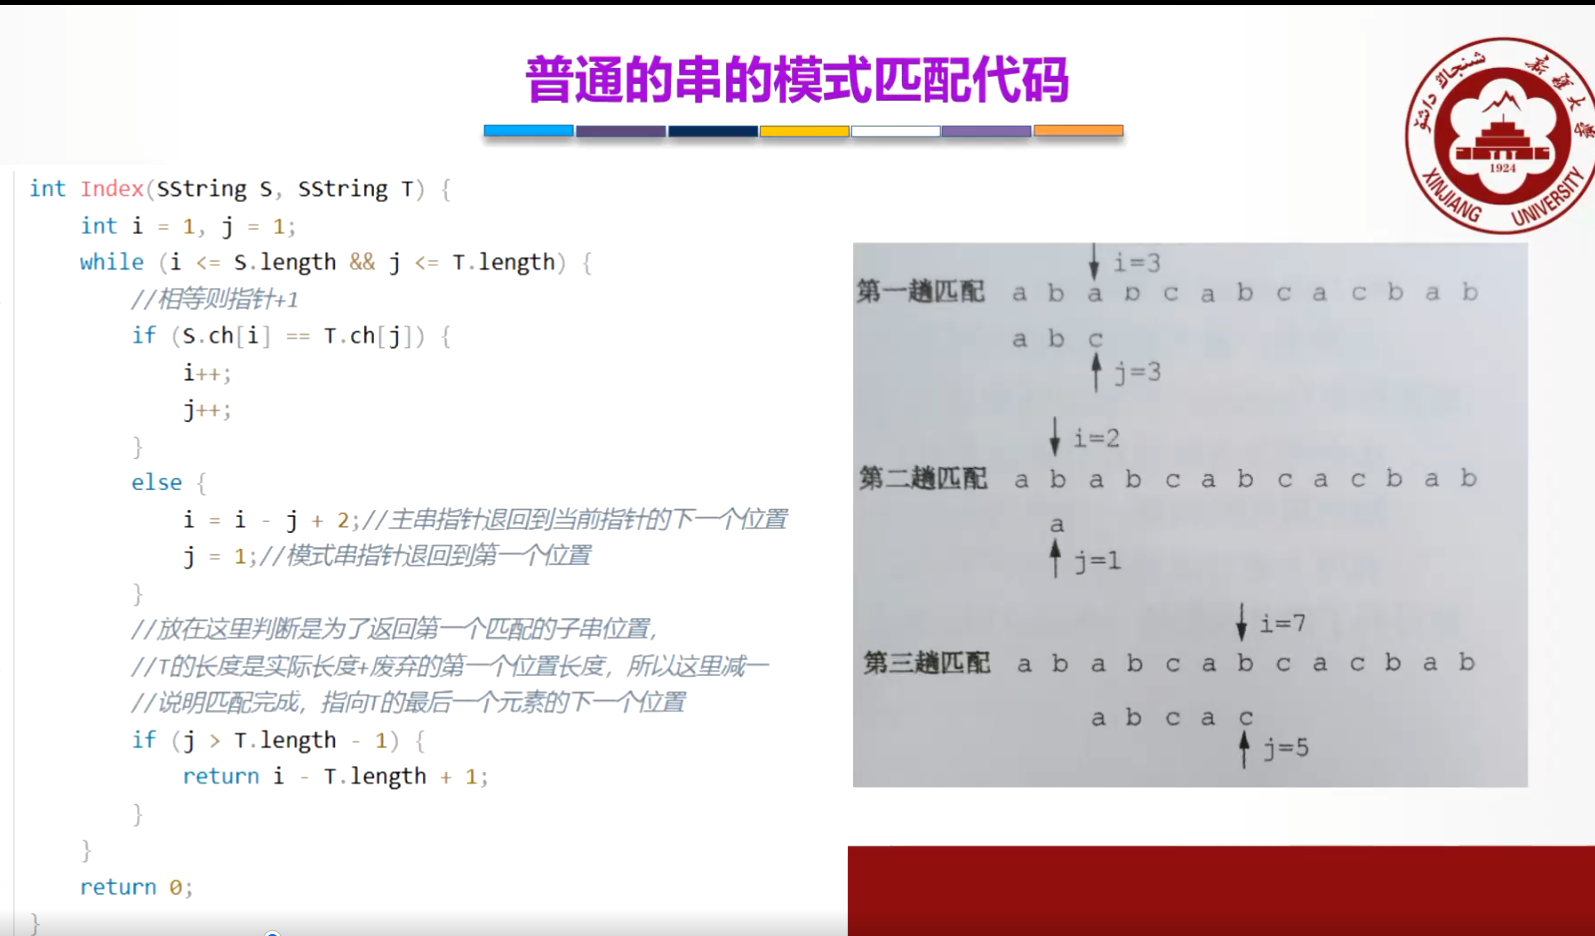 普通的串的模式匹配代码
int Index(SString S, SString T) {
int i = 1, j = 1;
while (i <= S.length && j <= T.length) {
//相等则指针+1
if (S.ch[i] == T.ch[j]) {
i++;
j++;
}
else {
i = i - j + 2;//主串指针退回到当前指针的下一个位置
j = 1;//模式串指针退回到第一个位置
}
//放在这里判断是为了返回第一个匹配的子串位置，
//T的长度是实际长度+废弃的第一个位置长度，所以这里减一
//说明匹配完成，指向T的最后一个元素的下一个位置
if (j > T.length - 1) {
return i - T.length + 1;
}
}
return 0;
}
i=3
第一趟匹配 a b a b c a b c a c b a b
a b c
j=3
i=2
第二趟匹配 a b a b c a b c a c b a b
a
j=1
i=7
第三趟匹配 a b a b c a b c a c b a b
a b c a c
j=5
شىنجاڭ داشۆ
新疆大学
1924
XINJIANG UNIVERSITY